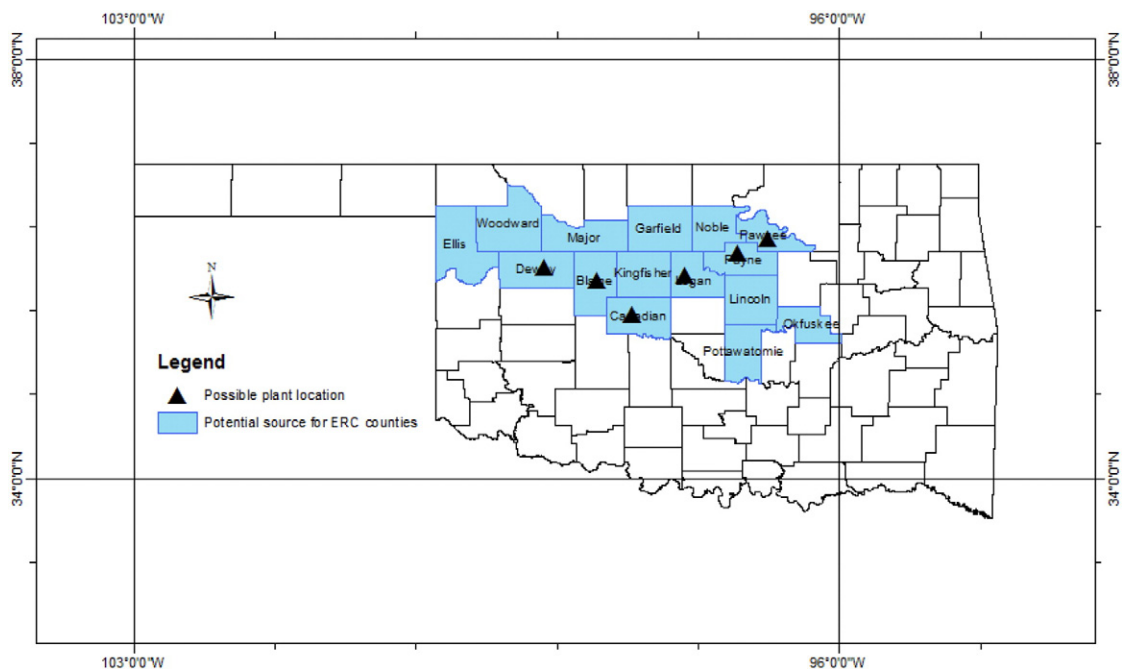 103°0'0"W 96°0'0"W
38°0'0"N 38°0'0"N
Woodward Garfield Noble
Ellis Major Pawnee
Dewey Blaine Kingfisher Logan Payne
Lincoln
Canadian Okfuskee
Pottawatomie
N
Legend
Possible plant location
Potential source for ERC counties
34°0'0"N 34°0'0"N
103°0'0"W 96°0'0"W